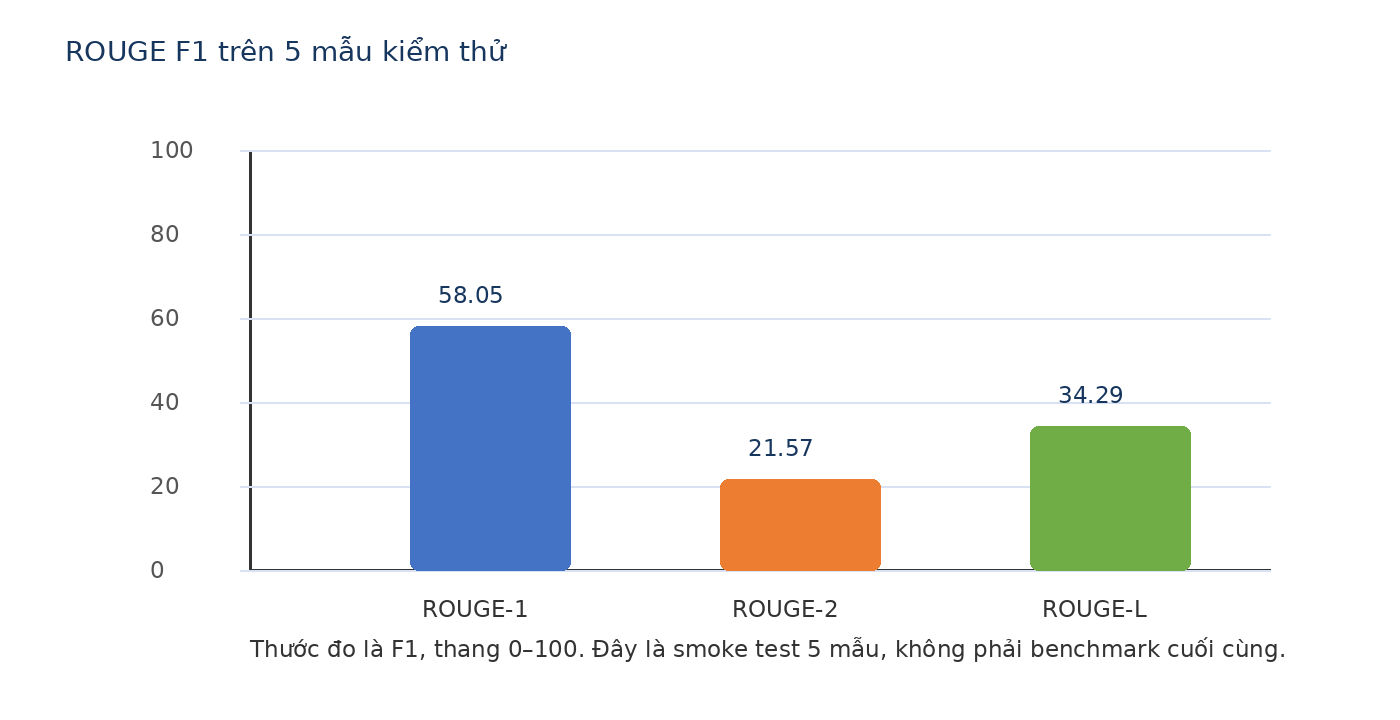 ROUGE F1 trên 5 mẫu kiểm thử
100
80
60
40
20
0
58.05
21.57
34.29
ROUGE-1
ROUGE-2
ROUGE-L
Thước đo là F1, thang 0–100. Đây là smoke test 5 mẫu, không phải benchmark cuối cùng.